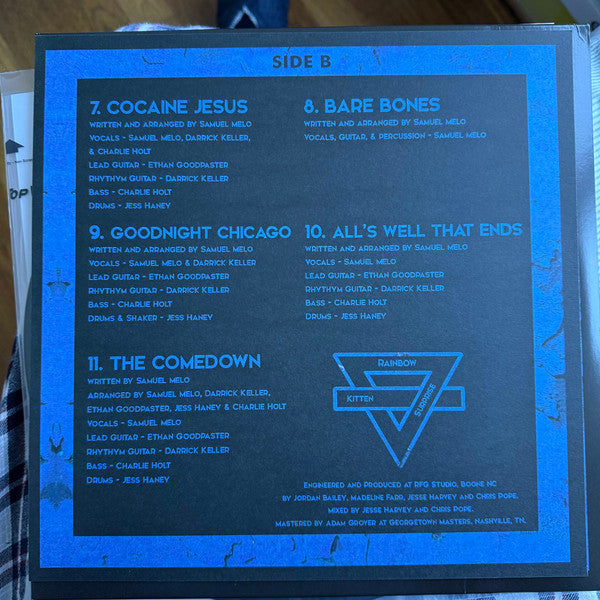 SIDE B
7. COCAINE JESUS
WRITTEN AND ARRANGED BY SAMUEL MELO
VOCALS - SAMUEL MELO, DARRICK KELLER,
& CHARLIE HOLT
LEAD GUITAR - ETHAN GOODPASTER
RHYTHYM GUITAR - DARRICK KELLER
BASS - CHARLIE HOLT
DRUMS - JESS HANEY
8. BARE BONES
WRITTEN AND ARRANGED BY SAMUEL MELO
VOCALS, GUITAR, & PERCUSSION - SAMUEL MELO
9. GOODNIGHT CHICAGO
WRITTEN AND ARRANGED BY SAMUEL MELO
VOCALS - SAMUEL MELO & DARRICK KELLER
LEAD GUITAR - ETHAN GOODPASTER
RHYTHYM GUITAR - DARRICK KELLER
BASS - CHARLIE HOLT
DRUMS & SHAKER - JESS HANEY
10. ALL'S WELL THAT ENDS
WRITTEN AND ARRANGED BY SAMUEL MELO
VOCALS - SAMUEL MELO
LEAD GUITAR - ETHAN GOODPASTER
RHYTHYM GUITAR - DARRICK KELLER
BASS - CHARLIE HOLT
DRUMS - JESS HANEY
11. THE COMEDOWN
WRITTEN BY SAMUEL MELO
ARRANGED BY SAMUEL MELO, DARRICK KELLER,
ETHAN GOODPASTER, JESS HANEY & CHARLIE HOLT
VOCALS - SAMUEL MELO
LEAD GUITAR - ETHAN GOODPASTER
RHYTHYM GUITAR - DARRICK KELLER
BASS - CHARLIE HOLT
DRUMS - JESS HANEY
RAINBOW
KITTEN
SURPRISE
ENGINEERED AND PRODUCED AT RFG STUDIO, BOONE NC
BY JORDAN BAILEY, MADELINE FARR, JESSE HARVEY AND CHRIS POPE.
MIXED BY JESSE HARVEY AND CHRIS POPE.
MASTERED BY ADAM GROVER AT GEORGETOWN MASTERS, NASHVILLE, TN.